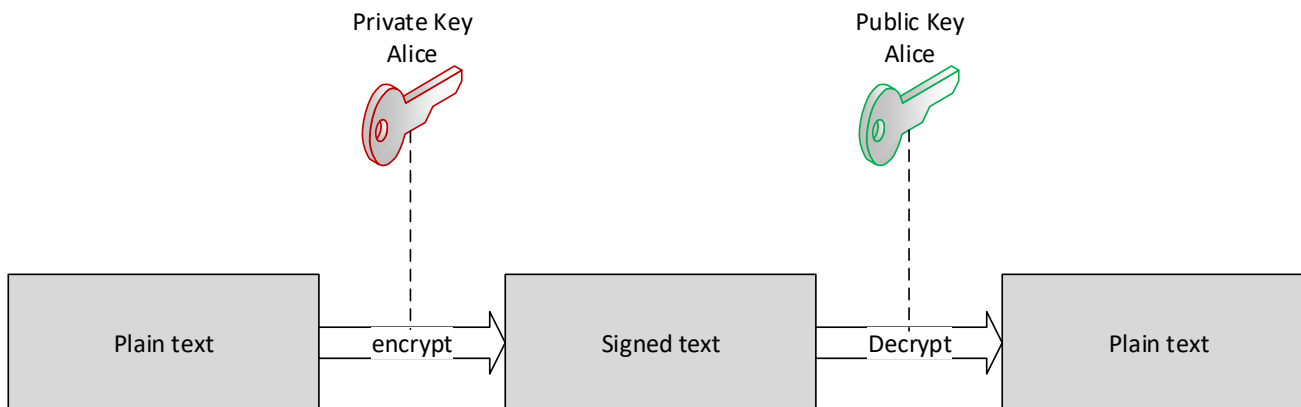 Private Key
Alice
Public Key
Alice
Plain text
encrypt
Signed text
Decrypt
Plain text